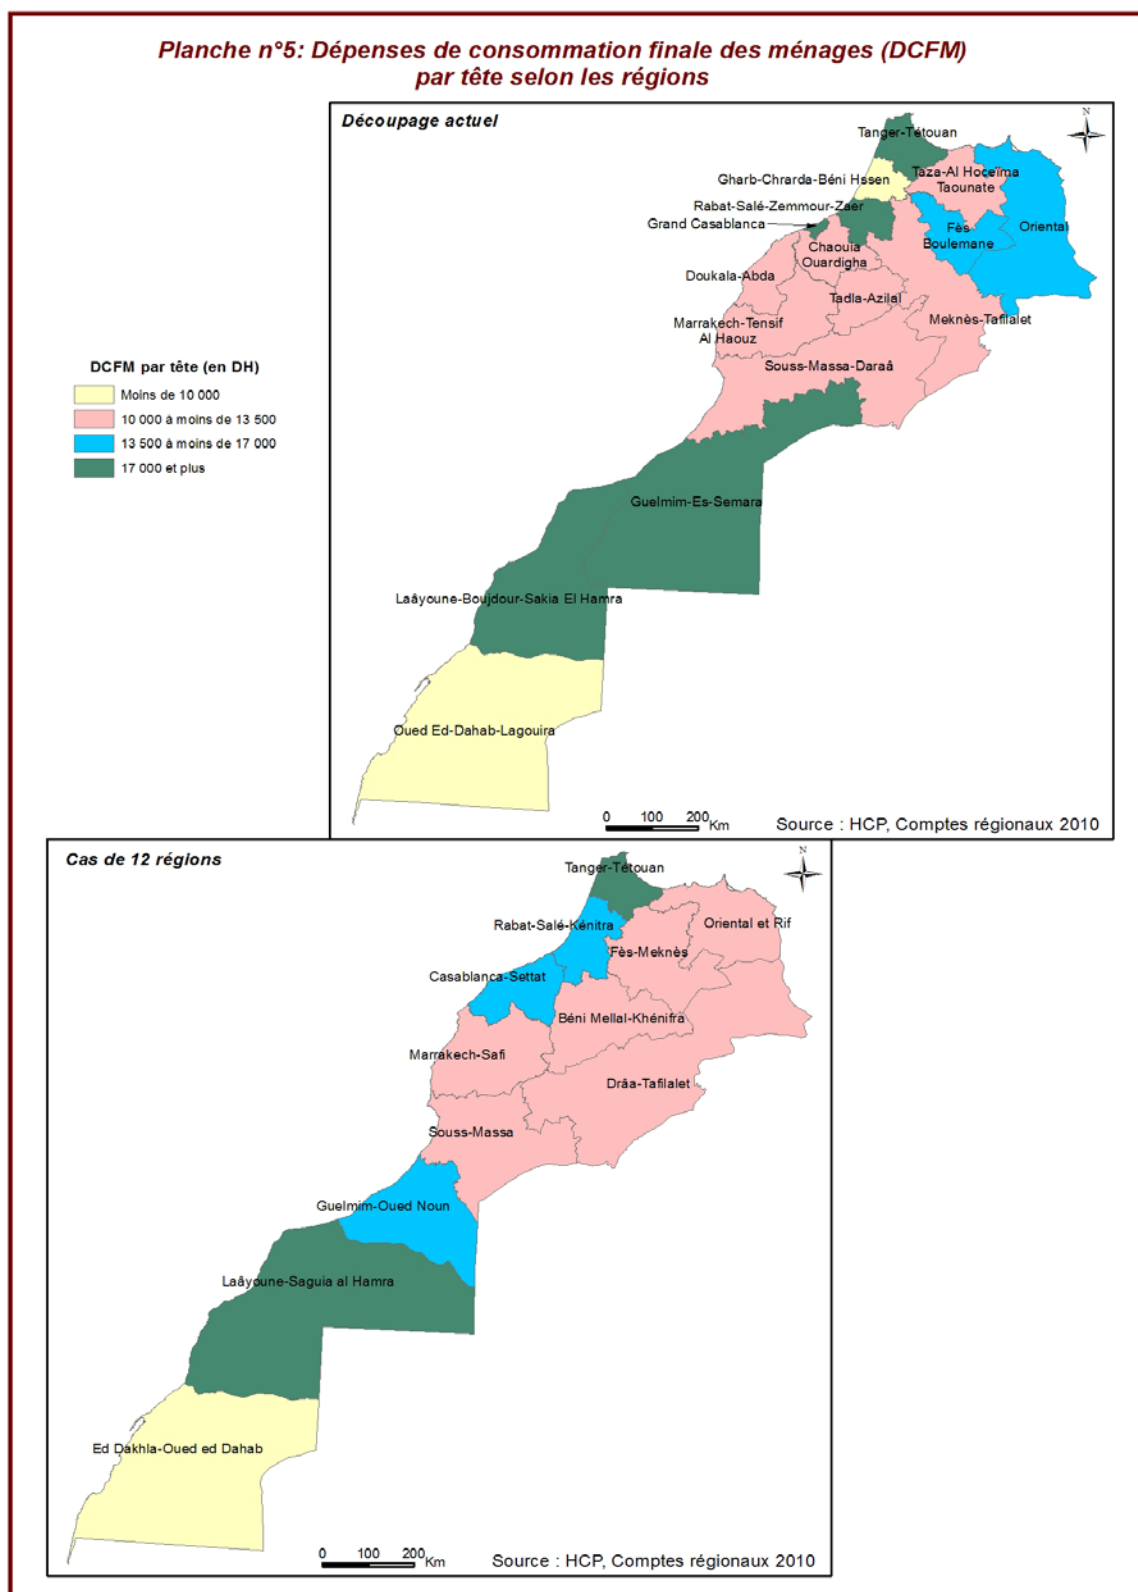 Planche n°5: Dépenses de consommation finale des ménages (DCFM)
par tête selon les régions
Découpage actuel
N
Tanger-Tétouan
Taza-Al Hoceïma
Taounate
Gharb-Chrarda-Béni Hssen
Rabat-Salé-Zemmour-Zaer
Grand Casablanca
Fès
Boulemane
Oriental
Chaouia
Ouardigha
Doukala-Abda
Tadla-Azilal
Marrakech-Tensif
Al Haouz
Meknès-Tafilalet
Souss-Massa-Daraâ
DCFM par tête (en DH)
Moins de 10 000
10 000 à moins de 13 500
13 500 à moins de 17 000
17 000 et plus
Guelmim-Es-Semara
Laâyoune-Boujdour-Sakia El Hamra
Oued Ed-Dahab-Lagouira
0 100 200
Km
Source : HCP, Comptes régionaux 2010
Cas de 12 régions
N
Tanger-Tétouan
Rabat-Salé-Kénitra
Oriental et Rif
Fès-Meknès
Casablanca-Settat
Béni Mellal-Khénifra
Marrakech-Safi
Drâa-Tafilalet
Souss-Massa
Guelmim-Oued Noun
Laâyoune-Saguia al Hamra
Ed Dakhla-Oued ed Dahab
0 100 200
Km
Source : HCP, Comptes régionaux 2010